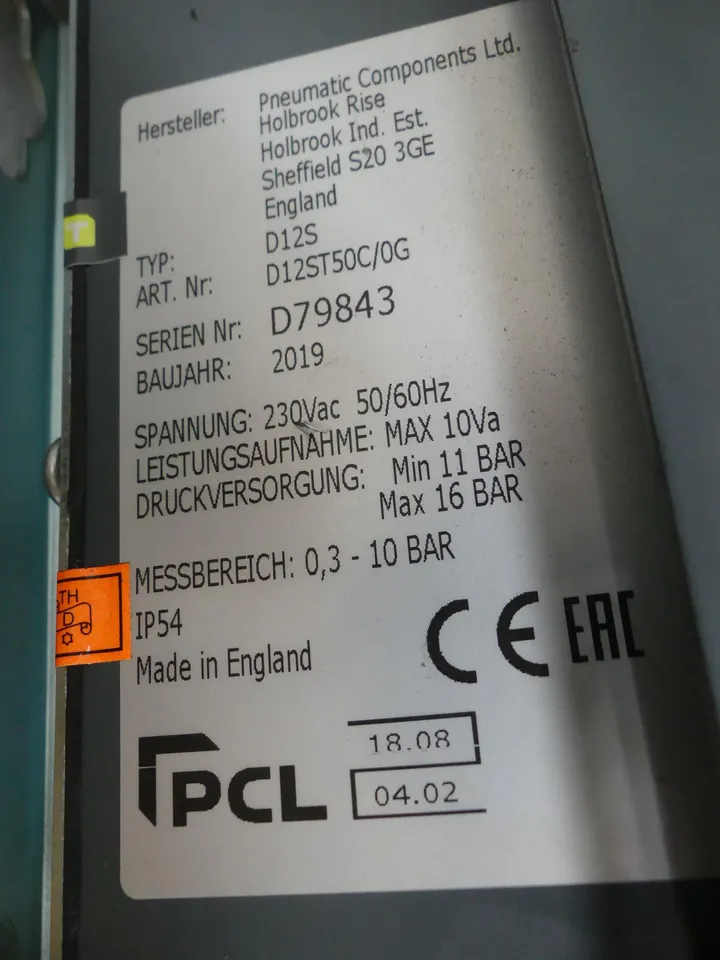 Hersteller: Pneumatic Components Ltd.
Holbrook Rise
Holbrook Ind. Est.
Sheffield S20 3GE
England
TYP: D12S
ART. Nr: D12ST50C/0G
SERIEN Nr: D79843
BAUJAHR: 2019
SPANNUNG: 230Vac 50/60Hz
LEISTUNGSAUFNAHME: MAX 10Va
DRUCKVERSORGUNG: Min 11 BAR
Max 16 BAR
MESSBEREICH: 0,3 - 10 BAR
IP54
Made in England
CE EAC
PCL
18.08
04.02
TH
D